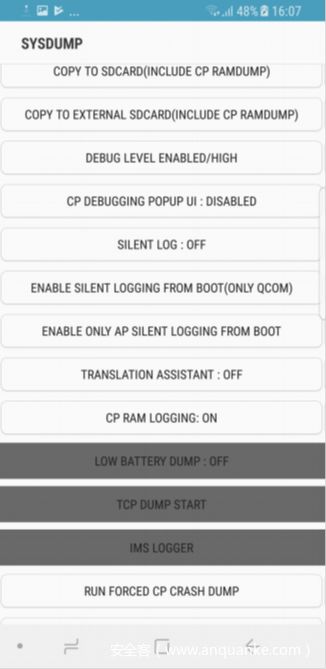 48% 16:07
SYSDUMP
COPY TO SDCARD(INCLUDE CP RAMDUMP)
COPY TO EXTERNAL SDCARD(INCLUDE CP RAMDUMP)
DEBUG LEVEL ENABLED/HIGH
CP DEBUGGING POPUP UI : DISABLED
SILENT LOG : OFF
ENABLE SILENT LOGGING FROM BOOT(ONLY QCOM)
ENABLE ONLY AP SILENT LOGGING FROM BOOT
TRANSLATION ASSISTANT : OFF
CP RAM LOGGING: ON
LOW BATTERY DUMP : OFF
TCP DUMP START
IMS LOGGER
RUN FORCED CP CRASH DUMP
安全客 ( www.anquanke.com )